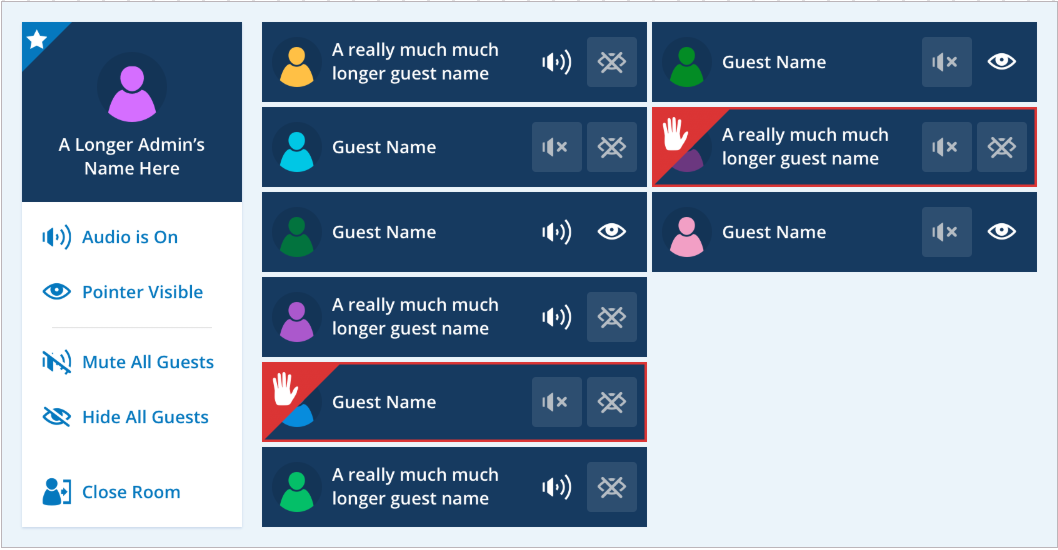 A Longer Admin's
Name Here
Audio is On
Pointer Visible
Mute All Guests
Hide All Guests
Close Room
A really much much
longer guest name
Guest Name
Guest Name
A really much much
longer guest name
Guest Name
A really much much
longer guest name
Guest Name
A really much much
longer guest name
Guest Name